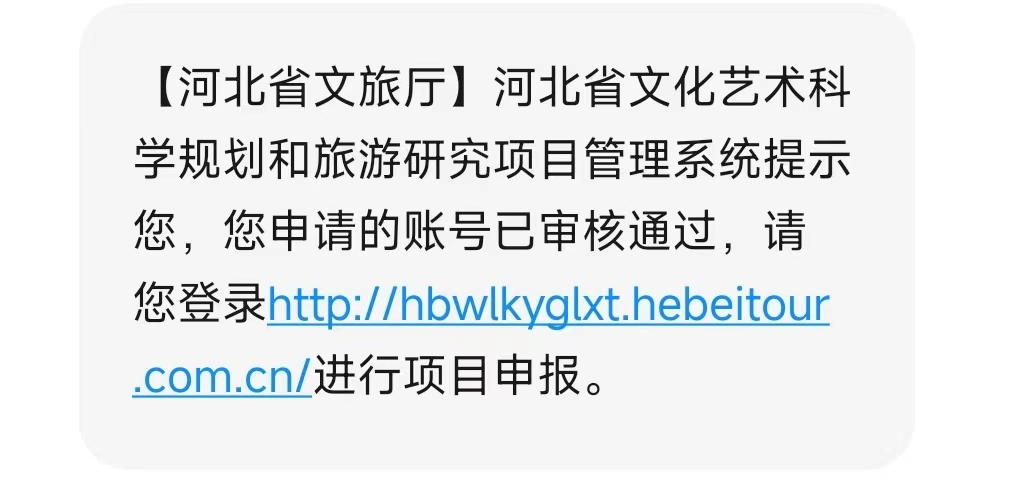 【河北省文旅厅】河北省文化艺术科
学规划和旅游研究项目管理系统提示
您，您申请的账号已审核通过，请
您登录http://hbwlkyglxt.hebeitour
.com.cn/进行项目申报。